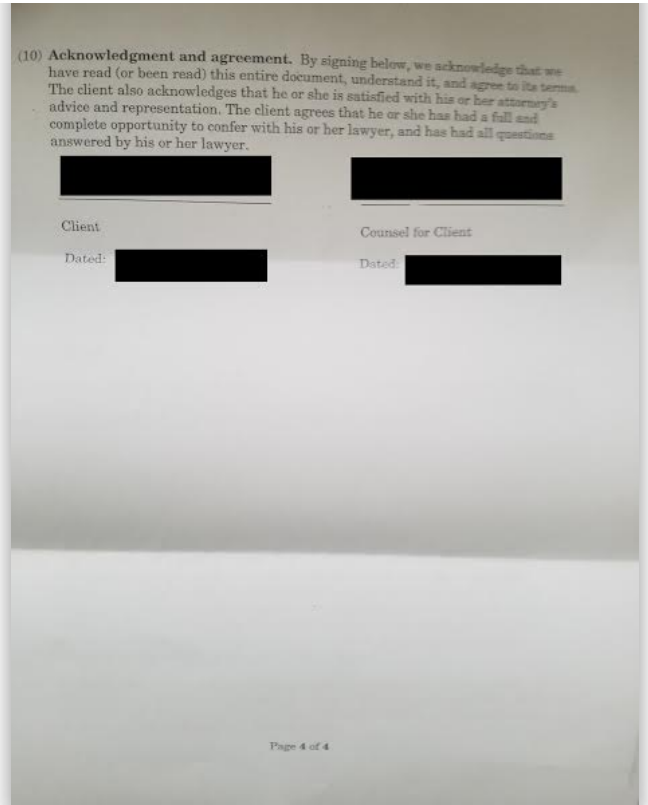 (10) Acknowledgment and agreement. By signing below, we acknowledge that we
have read (or been read) this entire document, understand it, and agree to its terms.
The client also acknowledges that he or she is satisfied with his or her attorney's
advice and representation. The client agrees that he or she has had a full and
complete opportunity to confer with his or her lawyer, and has had all questions
answered by his or her lawyer.
Client
Counsel for Client
Dated:
Dated:
Page 4 of 4